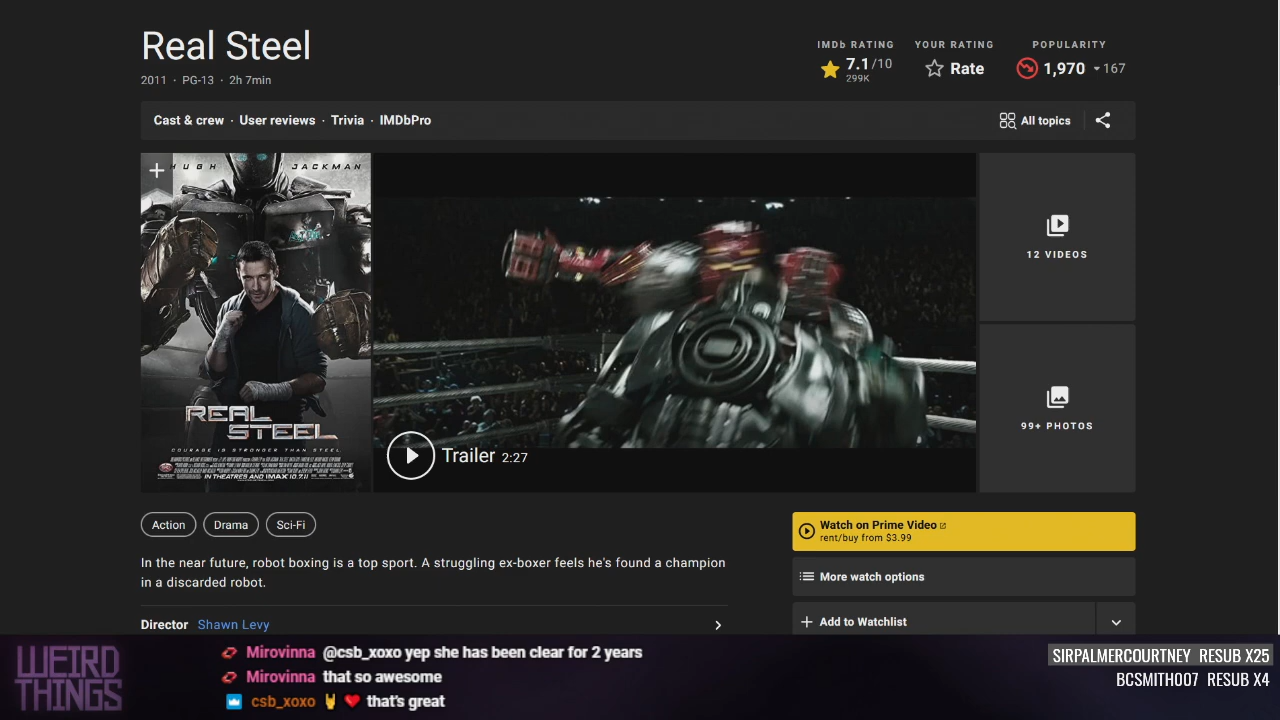 Real Steel
2011 · PG-13 · 2h 7min
IMDb RATING
7.1/10
299K
YOUR RATING
Rate
POPULARITY
1,970
167
Cast & crew · User reviews · Trivia · IMDbPro
All topics
HUGH JACKMAN
REAL
STEEL
COURAGE IS STRONGER THAN STEEL
IN THEATRES AND IMAX 10.7.11
Trailer 2:27
12 VIDEOS
99+ PHOTOS
Action
Drama
Sci-Fi
In the near future, robot boxing is a top sport. A struggling ex-boxer feels he's found a champion
in a discarded robot.
Director Shawn Levy
Watch on Prime Video
rent/buy from $3.99
More watch options
Add to Watchlist
WEIRD
THINGS
Mirovinna @csb_xoxo yep she has been clear for 2 years
Mirovinna that so awesome
csb_xoxo 🤘 ❤️ that's great
SIRPALMERCOURTNEY RESUB X25
BCSMITH007 RESUB X4